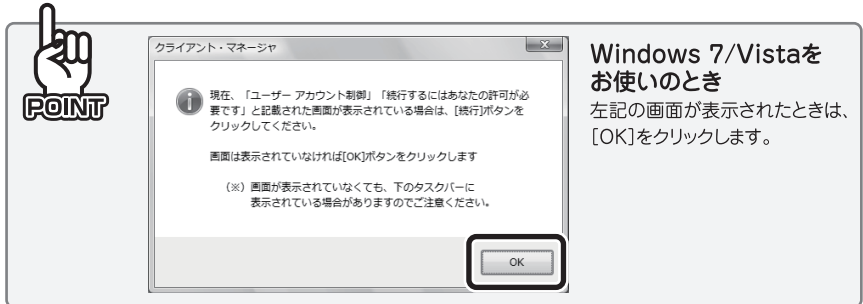 POINT
クライアント・マネージャ
現在、「ユーザー アカウント制御」「続行するにはあなたの許可が必
要です」と記載された画面が表示されている場合は、[続行]ボタンを
クリックしてください。
画面は表示されていなければ[OK]ボタンをクリックします
(※) 画面が表示されていなくても、下のタスクバーに
表示されている場合がありますのでご注意ください。
OK
Windows 7/Vistaを
お使いのとき
左記の画面が表示されたときは、
[OK]をクリックします。